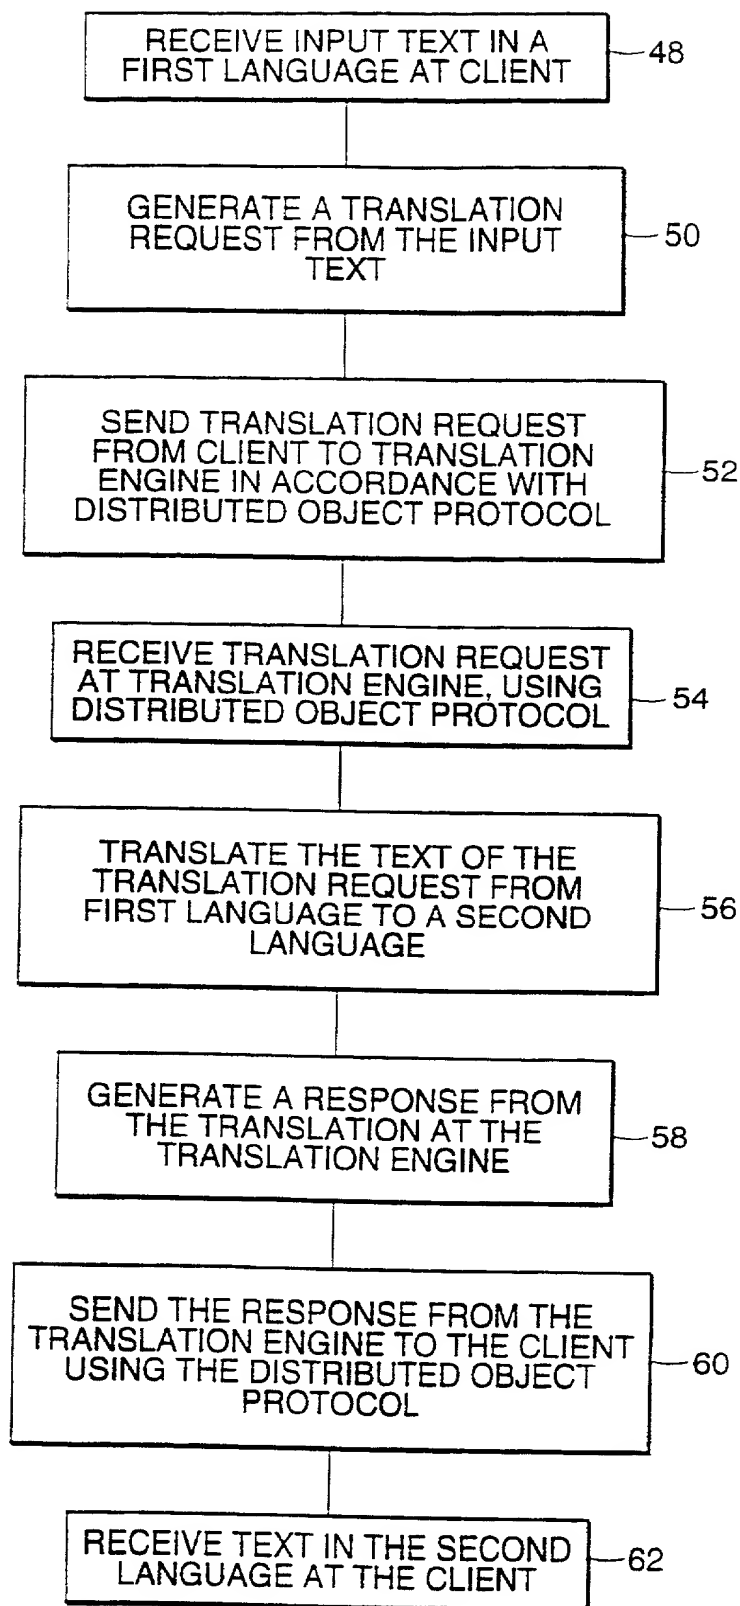 RECEIVE INPUT TEXT IN A
FIRST LANGUAGE AT CLIENT
48
GENERATE A TRANSLATION
REQUEST FROM THE INPUT
TEXT
50
SEND TRANSLATION REQUEST
FROM CLIENT TO TRANSLATION
ENGINE IN ACCORDANCE WITH
DISTRIBUTED OBJECT PROTOCOL
52
RECEIVE TRANSLATION REQUEST
AT TRANSLATION ENGINE, USING
DISTRIBUTED OBJECT PROTOCOL
54
TRANSLATE THE TEXT OF THE
TRANSLATION REQUEST FROM
FIRST LANGUAGE TO A SECOND
LANGUAGE
56
GENERATE A RESPONSE FROM
THE TRANSLATION AT THE
TRANSLATION ENGINE
58
SEND THE RESPONSE FROM THE
TRANSLATION ENGINE TO THE CLIENT
USING THE DISTRIBUTED OBJECT
PROTOCOL
60
RECEIVE TEXT IN THE SECOND
LANGUAGE AT THE CLIENT
62